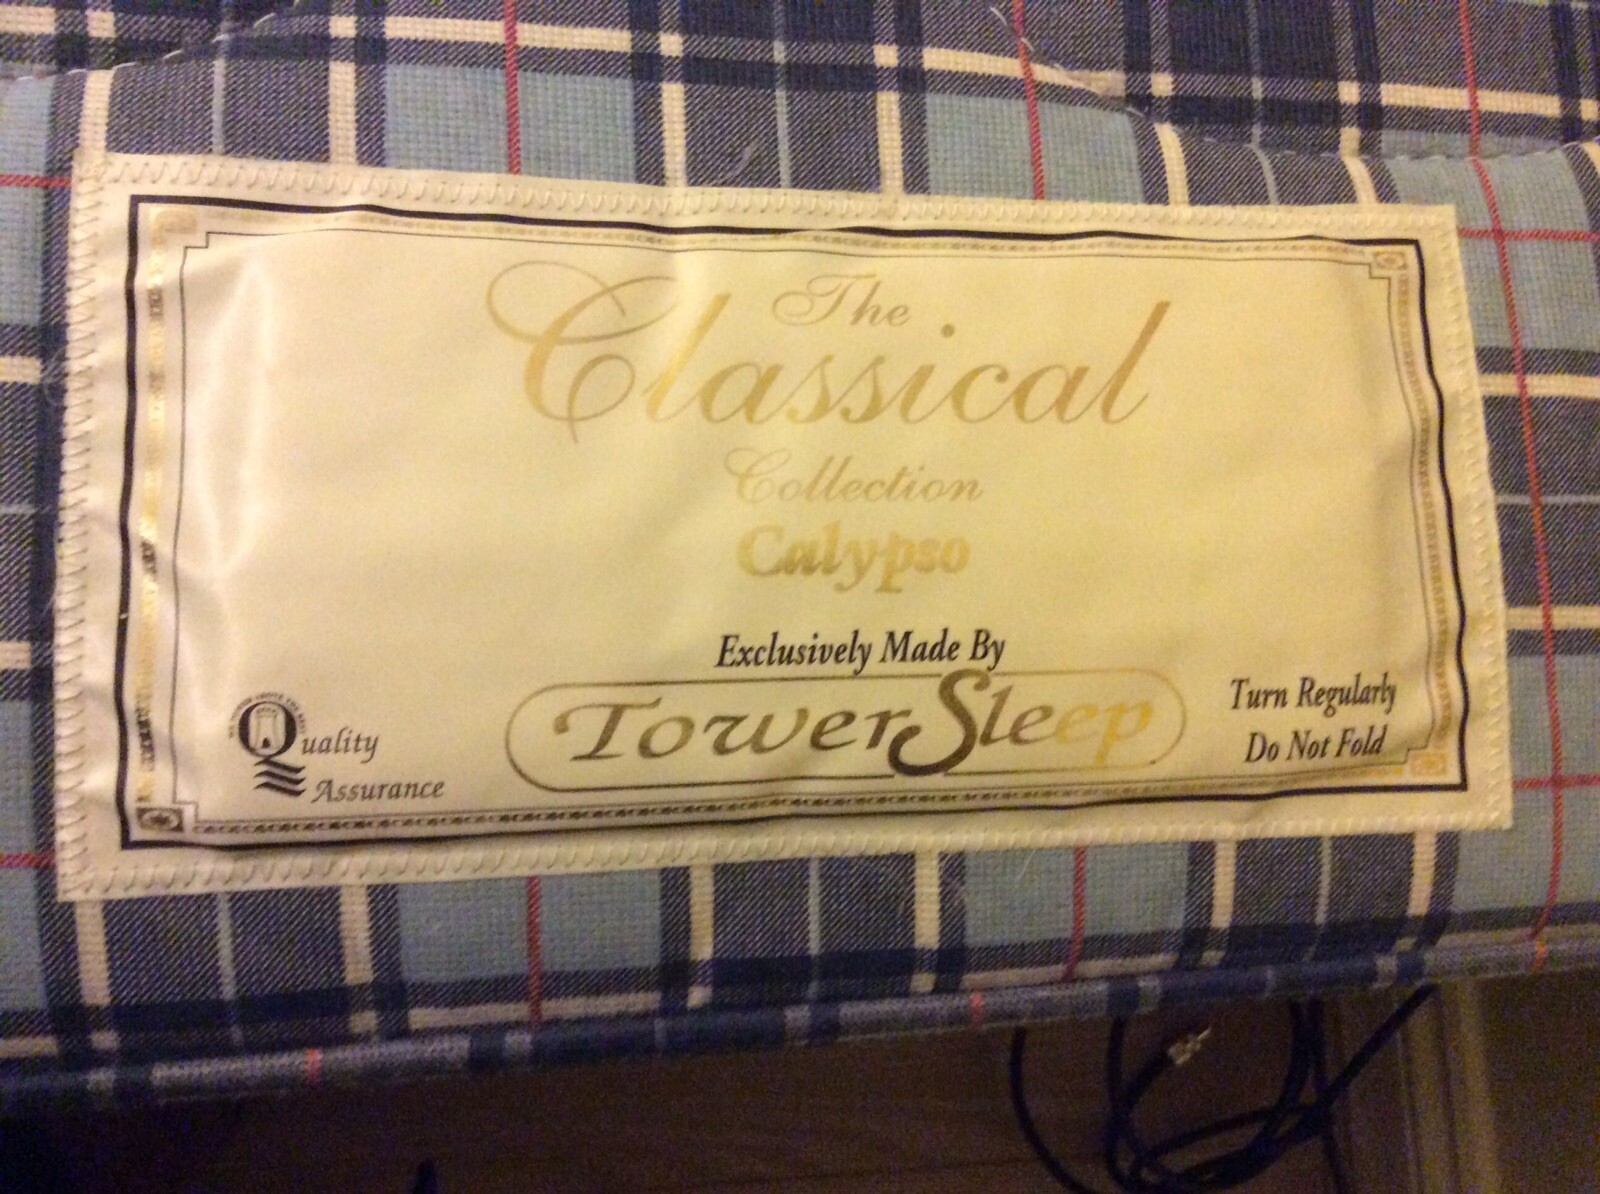 The
Classical
Collection
Calypso
Exclusively Made By
TowerSleep
Quality
Assurance
Turn Regularly
Do Not Fold